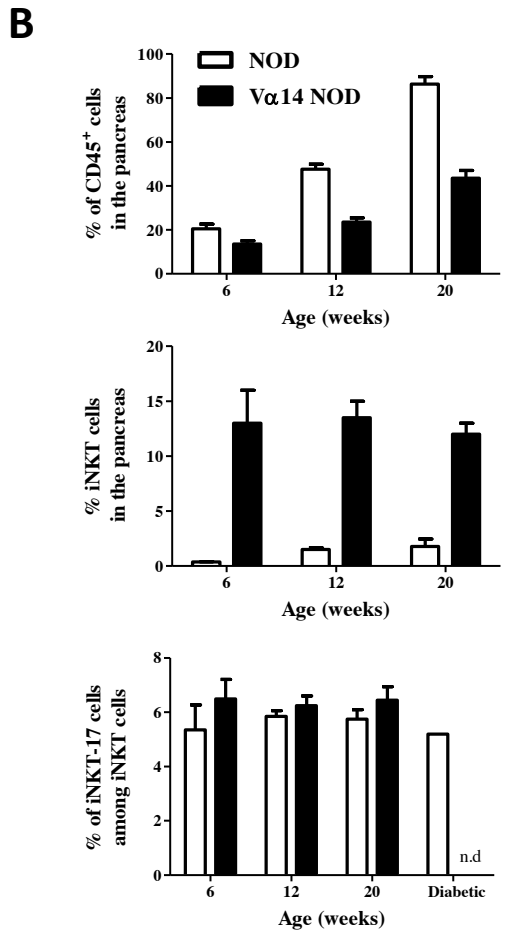 B
NOD
Vα14 NOD
% of CD45+ cells
in the pancreas
100
80
60
40
20
0
6 12 20
Age (weeks)
% iNKT cells
in the pancreas
20
15
10
5
0
6 12 20
Age (weeks)
% of iNKT-17 cells
among iNKT cells
8
6
4
2
0
n.d
6 12 20 Diabetic
Age (weeks)